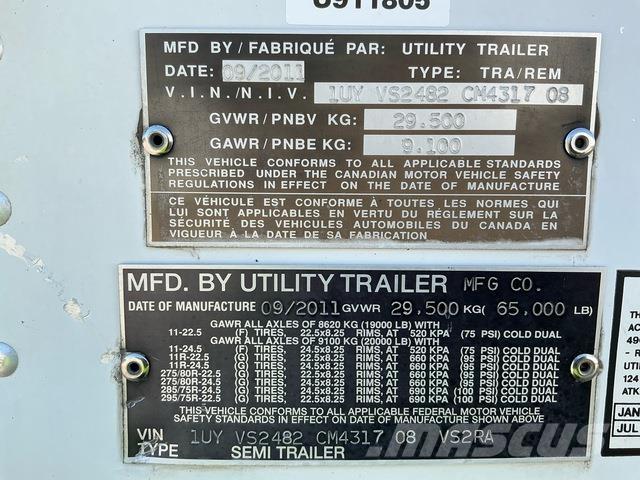 U911805
MFD BY / FABRIQUÉ PAR: UTILITY TRAILER
DATE: 09/2011 TYPE: TRA/REM
V.I.N./N.I.V. 1UY VS2482 CM4317 08
GVWR / PNBV KG: 29.500
GAWR / PNBE KG: 9.100
THIS VEHICLE CONFORMS TO ALL APPLICABLE STANDARDS
PRESCRIBED UNDER THE CANADIAN MOTOR VEHICLE SAFETY
REGULATIONS IN EFFECT ON THE DATE OF MANUFACTURE
CE VÉHICULE EST CONFORME À TOUTES LES NORMES QUI
LUI SONT APPLICABLES EN VERTU DU RÉGLEMENT SUR LA
SÉCURITÉ DES VEHICULES AUTOMOBILES DU CANADA EN
VIGUEUR À LA DATE DE SA FABRICATION
MFD. BY UTILITY TRAILER MFG CO.
DATE OF MANUFACTURE 09/2011 GVWR 29.500 KG( 65.000 LB)
GAWR ALL AXLES OF 8620 KG (19000 LB) WITH
11-22.5 (F) TIRES, 22.5x8.25 RIMS, AT 520 KPA (75 PSI) COLD DUAL
GAWR ALL AXLES OF 9100 KG (20000 LB) WITH
11-24.5 (F) TIRES, 24.5x8.25 RIMS, AT 520 KPA (75 PSI) COLD DUAL
11R-22.5 (G) TIRES, 22.5x8.25 RIMS, AT 660 KPA (95 PSI) COLD DUAL
11R-24.5 (G) TIRES, 24.5x8.25 RIMS, AT 660 KPA (95 PSI) COLD DUAL
275/80R-22.5 (G) TIRES, 22.5x8.25 RIMS, AT 660 KPA (95 PSI) COLD DUAL
275/80R-24.5 (G) TIRES, 24.5x8.25 RIMS, AT 660 KPA (95 PSI) COLD DUAL
285/75R-24.5 (G) TIRES, 24.5x8.25 RIMS, AT 690 KPA (100 PSI) COLD DUAL
295/75R-22.5 (G) TIRES, 22.5x8.25 RIMS, AT 690 KPA (100 PSI) COLD DUAL
THIS VEHICLE CONFORMS TO ALL APPLICABLE FEDERAL MOTOR VEHICLE
SAFETY STANDARDS IN EFFECT ON THE DATE OF MANUFACTURE SHOWN ABOVE
VIN 1UY VS2482 CM4317 08 VS2RA
TYPE SEMI TRAILER
TH
AC
490
- R
UTI
124
ATK
JAN
JUL
MASCUS